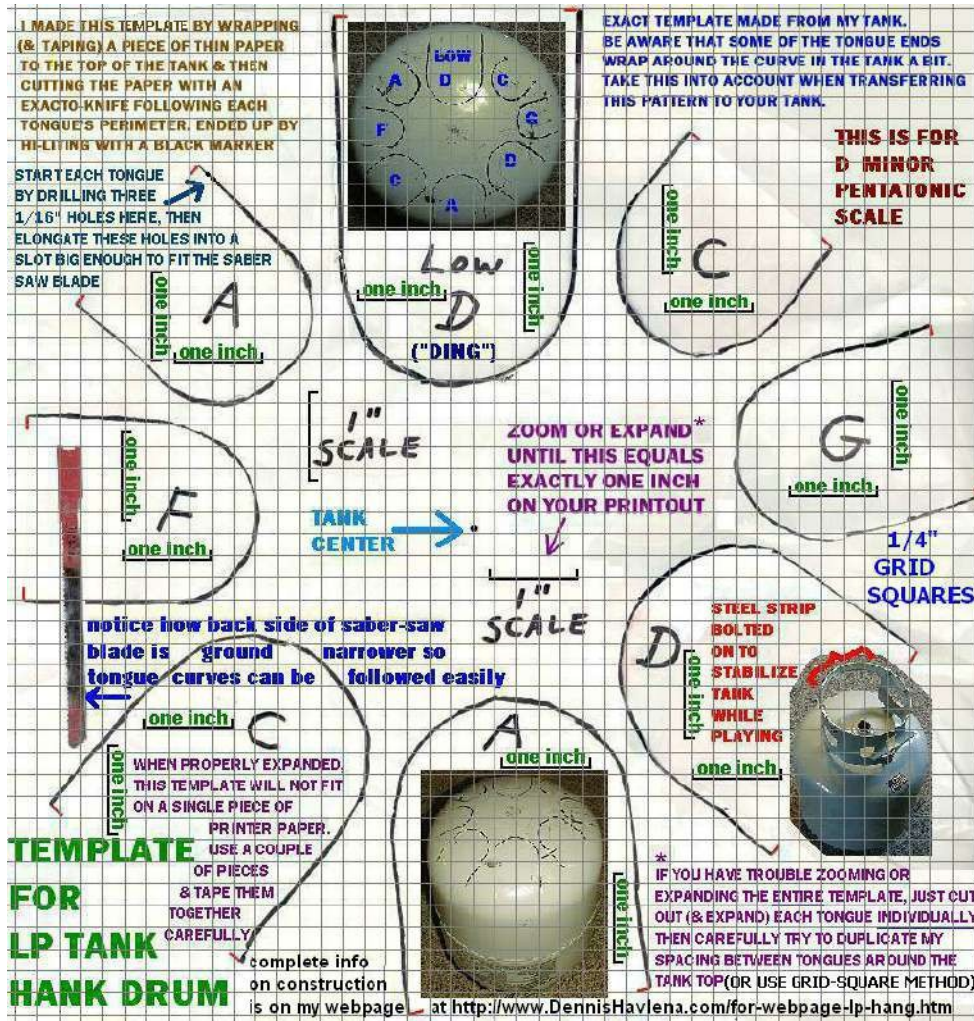 I MADE THIS TEMPLATE BY WRAPPING
(& TAPING) A PIECE OF THIN PAPER
TO THE TOP OF THE TANK & THEN
CUTTING THE PAPER WITH AN
EXACTO-KNIFE FOLLOWING EACH
TONGUE'S PERIMETER. ENDED UP BY
HI-LITING WITH A BLACK MARKER
EXACT TEMPLATE MADE FROM MY TANK.
BE AWARE THAT SOME OF THE TONGUE ENDS
WRAP AROUND THE CURVE IN THE TANK A BIT.
TAKE THIS INTO ACCOUNT WHEN TRANSFERRING
THIS PATTERN TO YOUR TANK.
LOW
A D C
F G
C D
A
THIS IS FOR
D MINOR
PENTATONIC
SCALE
START EACH TONGUE
BY DRILLING THREE
1/16" HOLES HERE, THEN
ELONGATE THESE HOLES INTO A
SLOT BIG ENOUGH TO FIT THE SABER
SAW BLADE
A
one inch
one inch
LOW
one inch
one inch
D
("DING")
C
one inch
one inch
1"
SCALE
ZOOM OR EXPAND*
UNTIL THIS EQUALS
EXACTLY ONE INCH
ON YOUR PRINTOUT
G
one inch
one inch
F
one inch
one inch
TANK
CENTER
1"
SCALE
1/4"
GRID
SQUARES
notice how back side of saber-saw
blade is ground narrower so
tongue curves can be followed easily
D
one inch
one inch
STEEL STRIP
BOLTED
ON TO
STABILIZE
TANK
WHILE
PLAYING
one inch
C
one inch
A
one inch
one inch
WHEN PROPERLY EXPANDED,
THIS TEMPLATE WILL NOT FIT
ON A SINGLE PIECE OF
PRINTER PAPER.
USE A COUPLE
OF PIECES
& TAPE THEM
TOGETHER
CAREFULLY
TEMPLATE
FOR
LP TANK
HANK DRUM
*
IF YOU HAVE TROUBLE ZOOMING OR
EXPANDING THE ENTIRE TEMPLATE, JUST CUT
OUT (& EXPAND) EACH TONGUE INDIVIDUALLY
THEN CAREFULLY TRY TO DUPLICATE MY
SPACING BETWEEN TONGUES AROUND THE
TANK TOP (OR USE GRID-SQUARE METHOD)
complete info
on construction
is on my webpage at http://www.DennisHavlena.com/for-webpage-lp-hang.htm